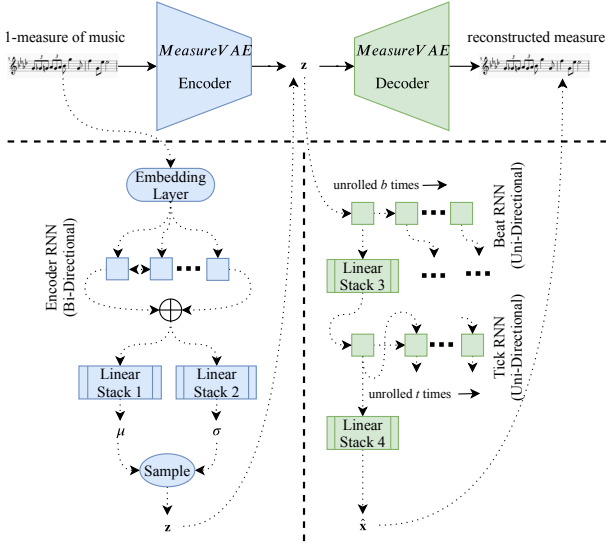 1-measure of music
MeasureVAE
Encoder
z
MeasureVAE
Decoder
reconstructed measure
Embedding
Layer
Encoder RNN
(Bi-Directional)
Linear
Stack 1
Linear
Stack 2
μ
σ
Sample
z
unrolled b times
Beat RNN
(Uni-Directional)
Linear
Stack 3
Tick RNN
(Uni-Directional)
unrolled t times
Linear
Stack 4
x̂